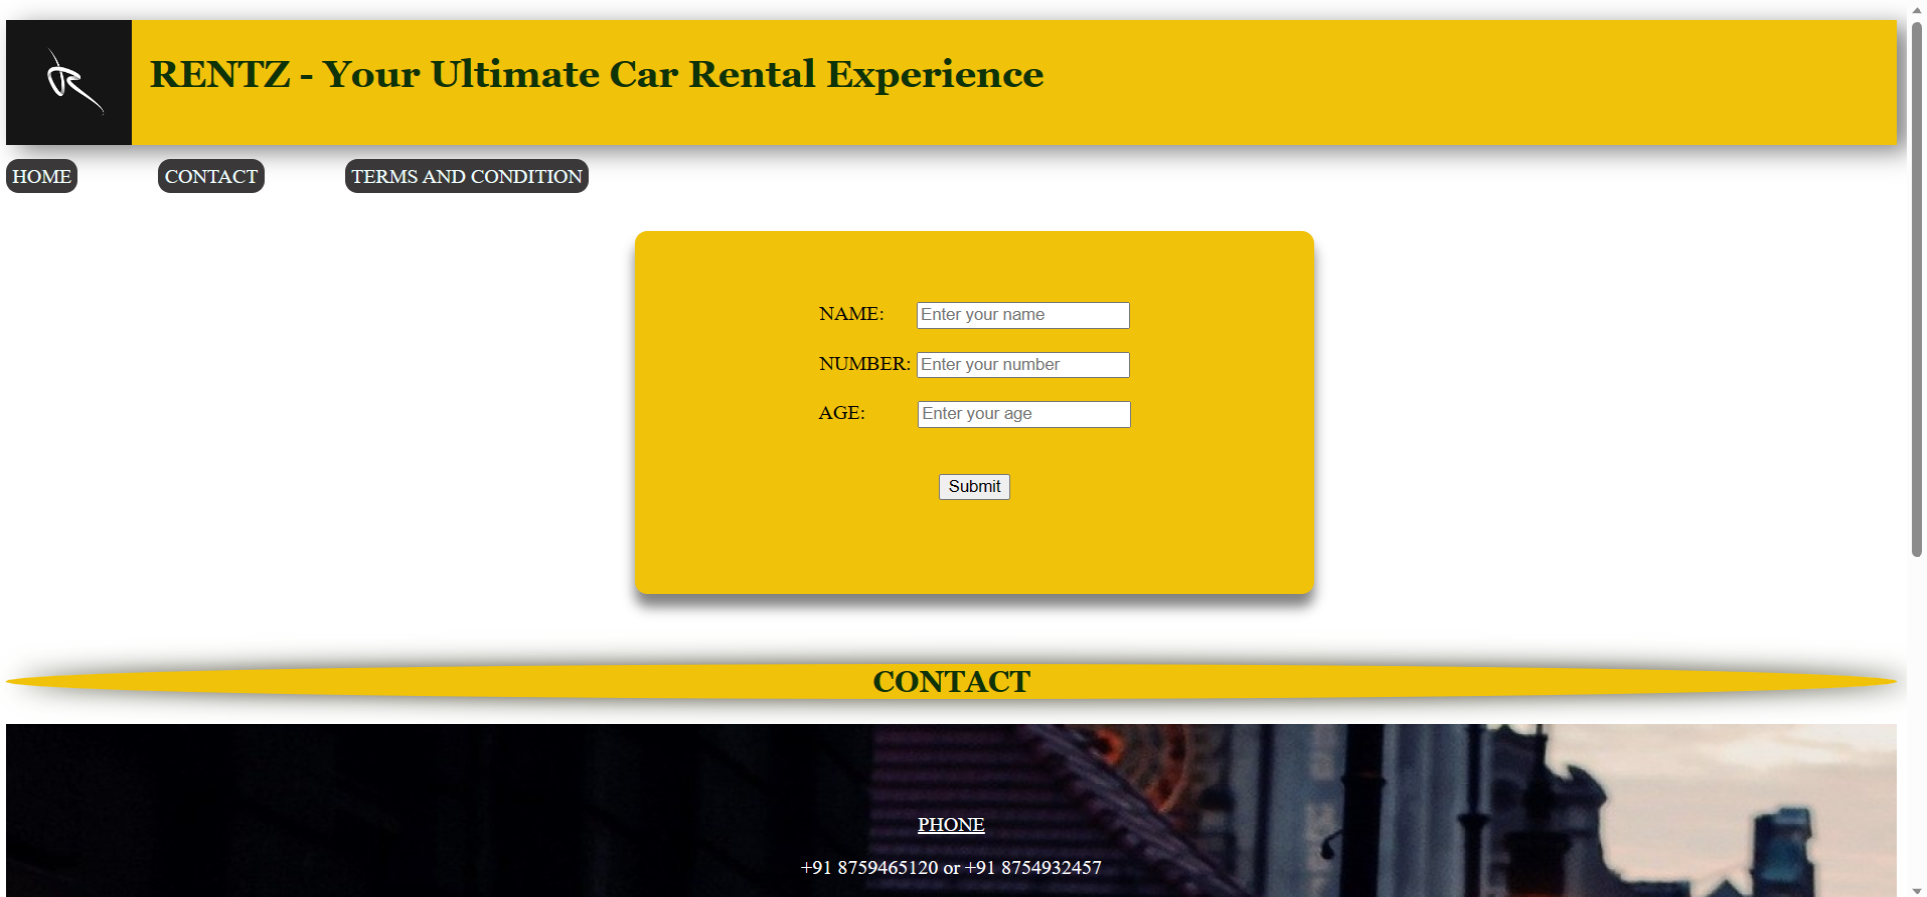 RENTZ - Your Ultimate Car Rental Experience
HOME
CONTACT
TERMS AND CONDITION
NAME: Enter your name
NUMBER: Enter your number
AGE: Enter your age
Submit
CONTACT
PHONE
+91 8759465120 or +91 8754932457